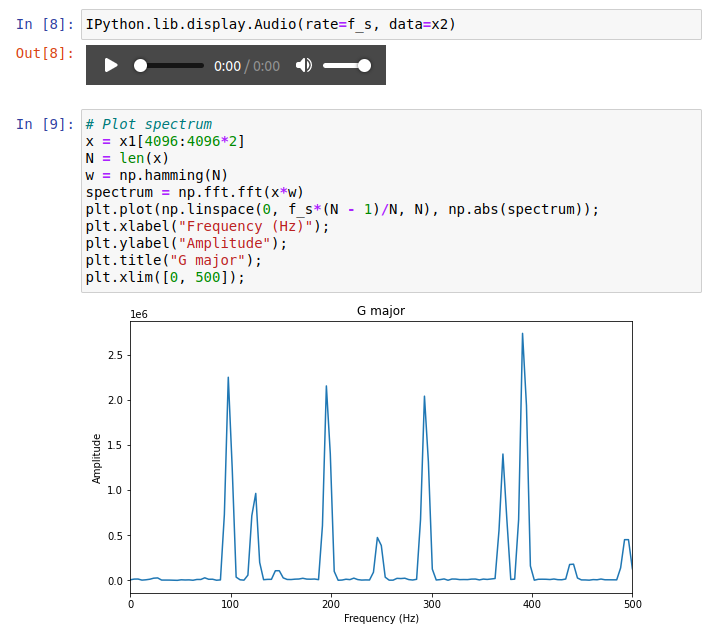 In [8]: IPython.lib.display.Audio(rate=f_s, data=x2)
Out[8]:
0:00 / 0:00
In [9]: # Plot spectrum
x = x1[4096:4096*2]
N = len(x)
w = np.hamming(N)
spectrum = np.fft.fft(x*w)
plt.plot(np.linspace(0, f_s*(N - 1)/N, N), np.abs(spectrum));
plt.xlabel("Frequency (Hz)");
plt.ylabel("Amplitude");
plt.title("G major");
plt.xlim([0, 500]);
G major
1e6
2.5
2.0
1.5
1.0
0.5
0.0
Amplitude
0 100 200 300 400 500
Frequency (Hz)